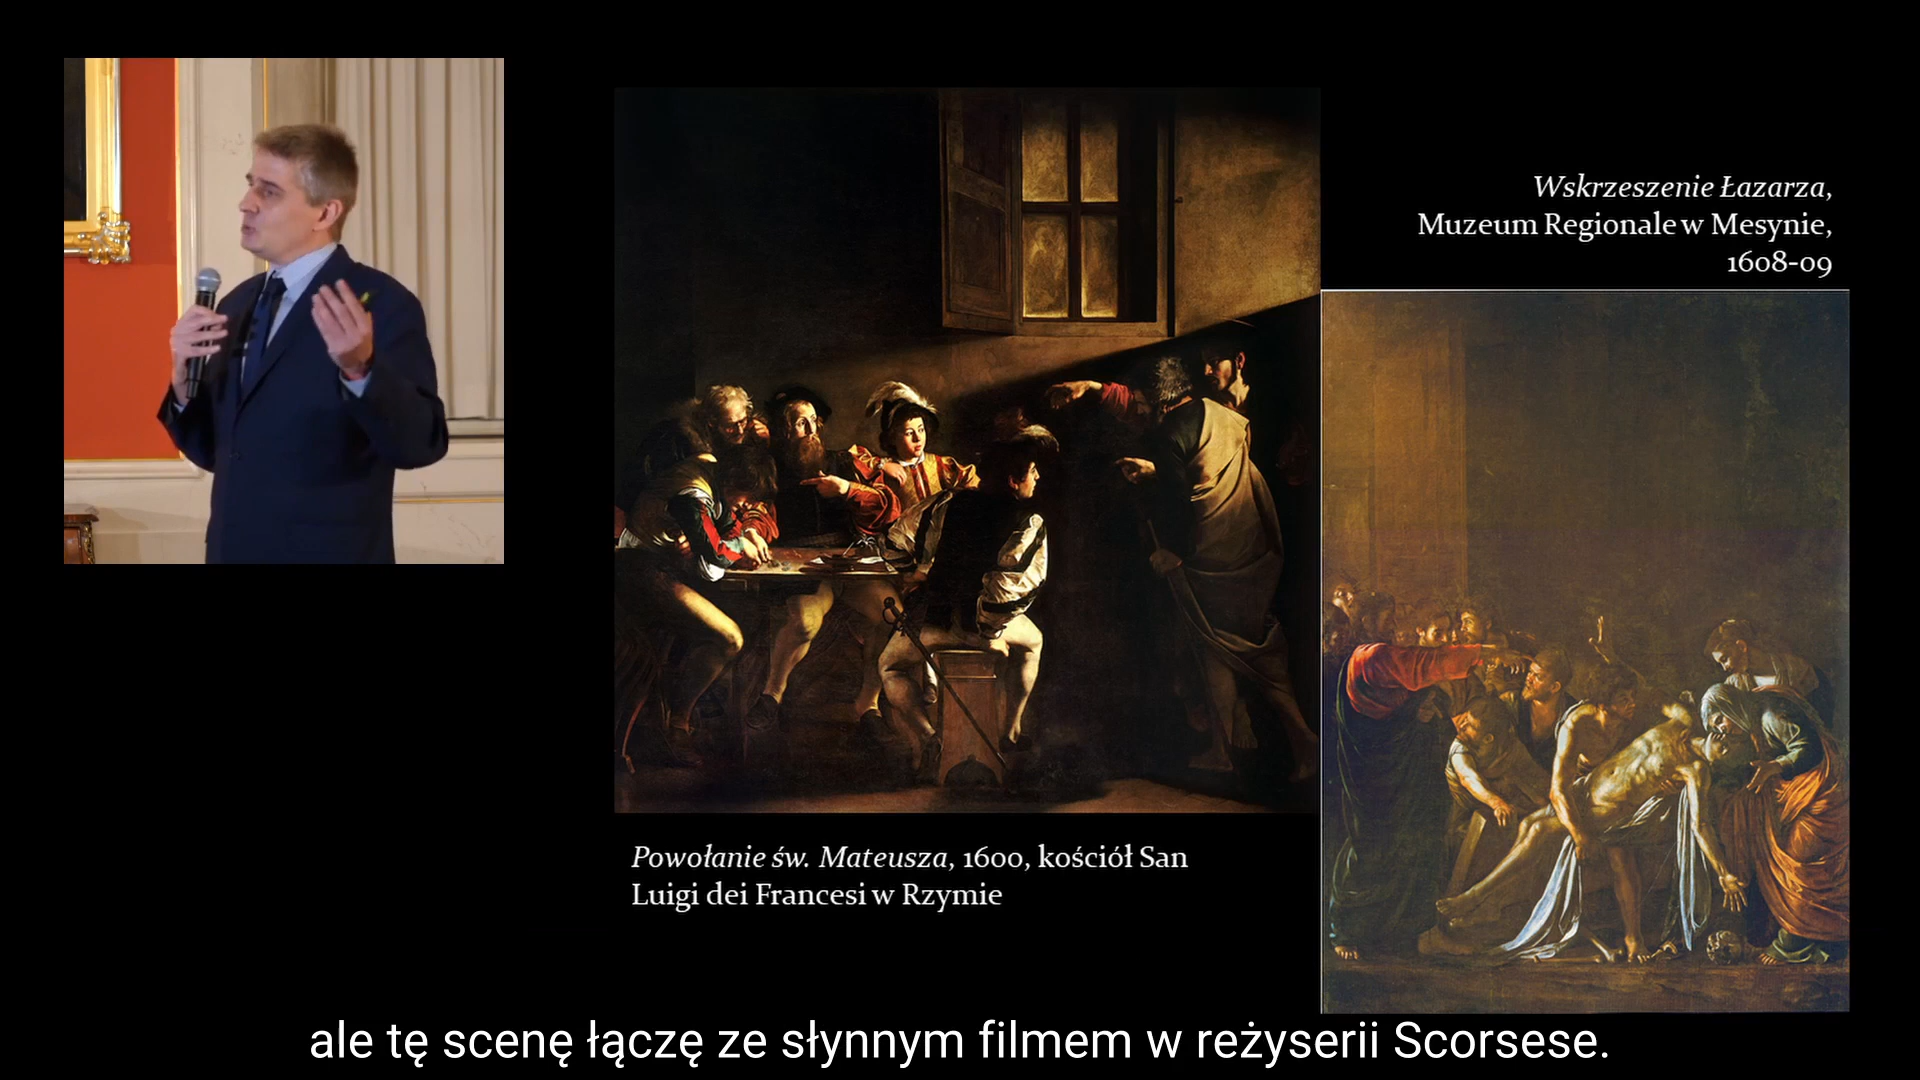 Wskrzeszenie Łazarza,
Muzeum Regionale w Mesynie,
1608-09
Powołanie św. Mateusza, 1600, kościół San
Luigi dei Francesi w Rzymie
ale tę scenę łączę ze słynnym filmem w reżyserii Scorsese.